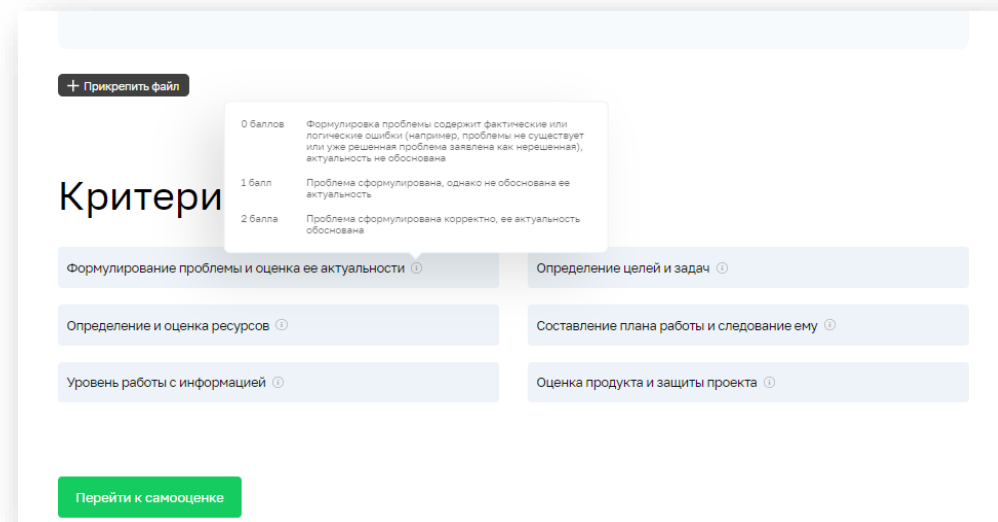 + Прикрепить файл
0 баллов Формулировка проблемы содержит фактические или
логические ошибки (например, проблемы не существует
или уже решенная проблема заявлена как нерешенная),
актуальность не обоснована
1 балл Проблема сформулирована, однако не обоснована ее
актуальность
2 балла Проблема сформулирована корректно, ее актуальность
обоснована
Критери
Формулирование проблемы и оценка ее актуальности
Определение целей и задач
Определение и оценка ресурсов
Составление плана работы и следование ему
Уровень работы с информацией
Оценка продукта и защиты проекта
Перейти к самооценке